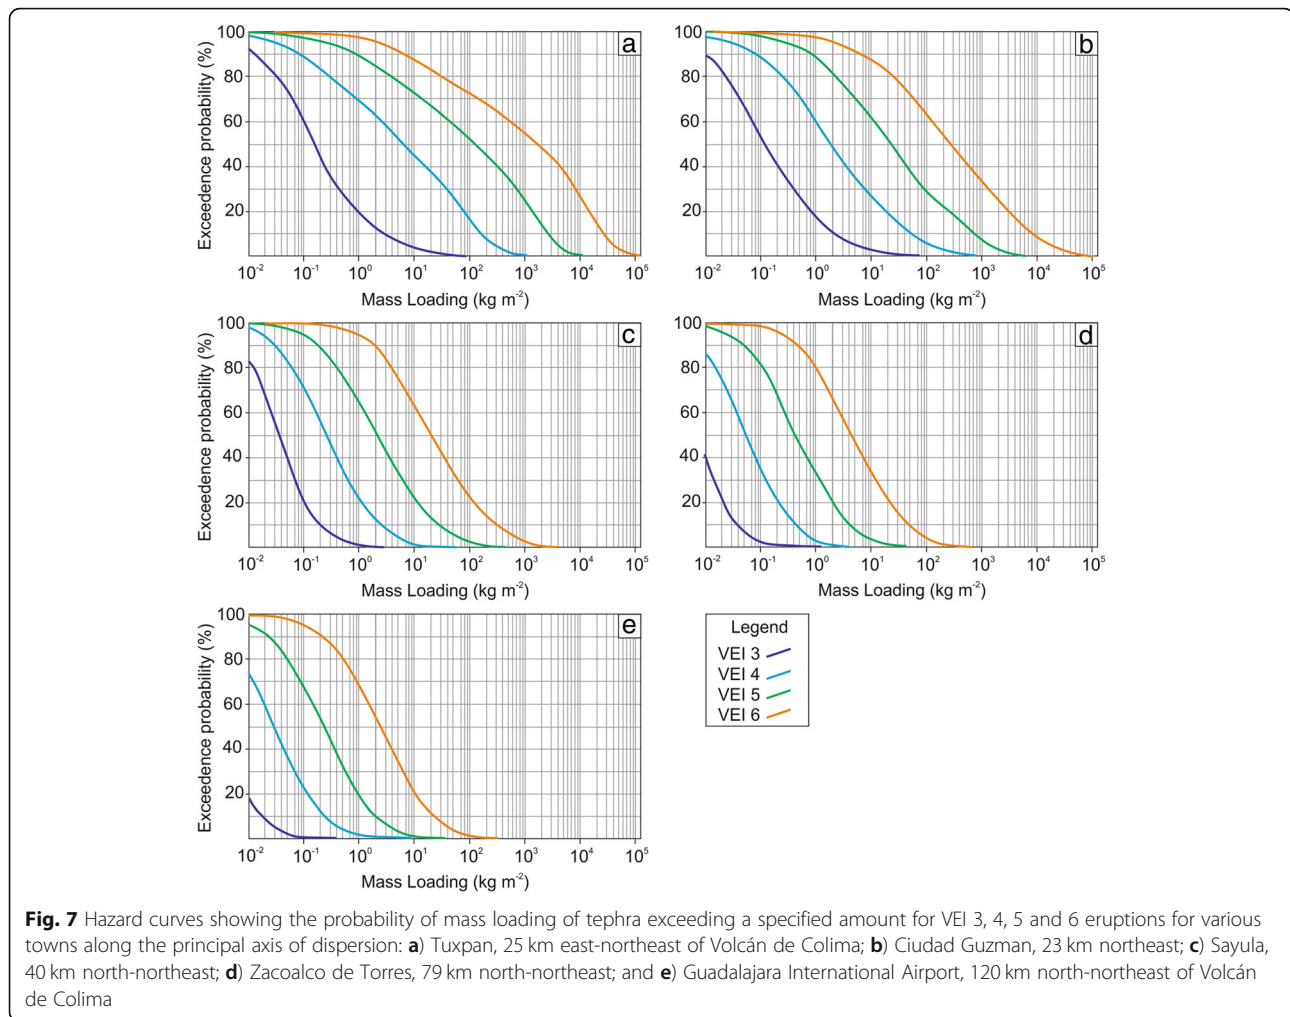 100
80
60
40
20
Exceedence probability (%)
a
10-2 10-1 100 101 102 103 104 105
Mass Loading (kg m-2)
100
80
60
40
20
b
10-2 10-1 100 101 102 103 104 105
Mass Loading (kg m-2)
100
80
60
40
20
Exceedence probability (%)
c
10-2 10-1 100 101 102 103 104 105
Mass Loading (kg m-2)
100
80
60
40
20
d
10-2 10-1 100 101 102 103 104 105
Mass Loading (kg m-2)
100
80
60
40
20
Exceedence probability (%)
e
10-2 10-1 100 101 102 103 104 105
Mass Loading (kg m-2)
Legend
VEI 3
VEI 4
VEI 5
VEI 6
Fig. 7 Hazard curves showing the probability of mass loading of tephra exceeding a specified amount for VEI 3, 4, 5 and 6 eruptions for various
towns along the principal axis of dispersion: a) Tuxpan, 25 km east-northeast of Volcán de Colima; b) Ciudad Guzman, 23 km northeast; c) Sayula,
40 km north-northeast; d) Zacoalco de Torres, 79 km north-northeast; and e) Guadalajara International Airport, 120 km north-northeast of Volcán
de Colima